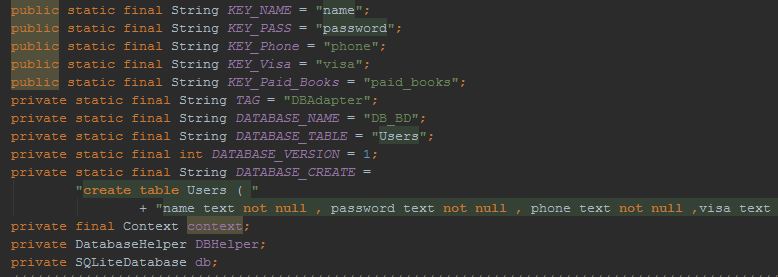 public static final String KEY_NAME = "name";
public static final String KEY_PASS = "password";
public static final String KEY_Phone = "phone";
public static final String KEY_Visa = "visa";
public static final String KEY_Paid_Books = "paid_books";
private static final String TAG = "DBAdapter";
private static final String DATABASE_NAME = "DB_BD";
private static final String DATABASE_TABLE = "Users";
private static final int DATABASE_VERSION = 1;
private static final String DATABASE_CREATE =
"create table Users ( "
+ "name text not null , password text not null , phone text not null ,visa text
private final Context context;
private DatabaseHelper DBHelper;
private SQLiteDatabase db;